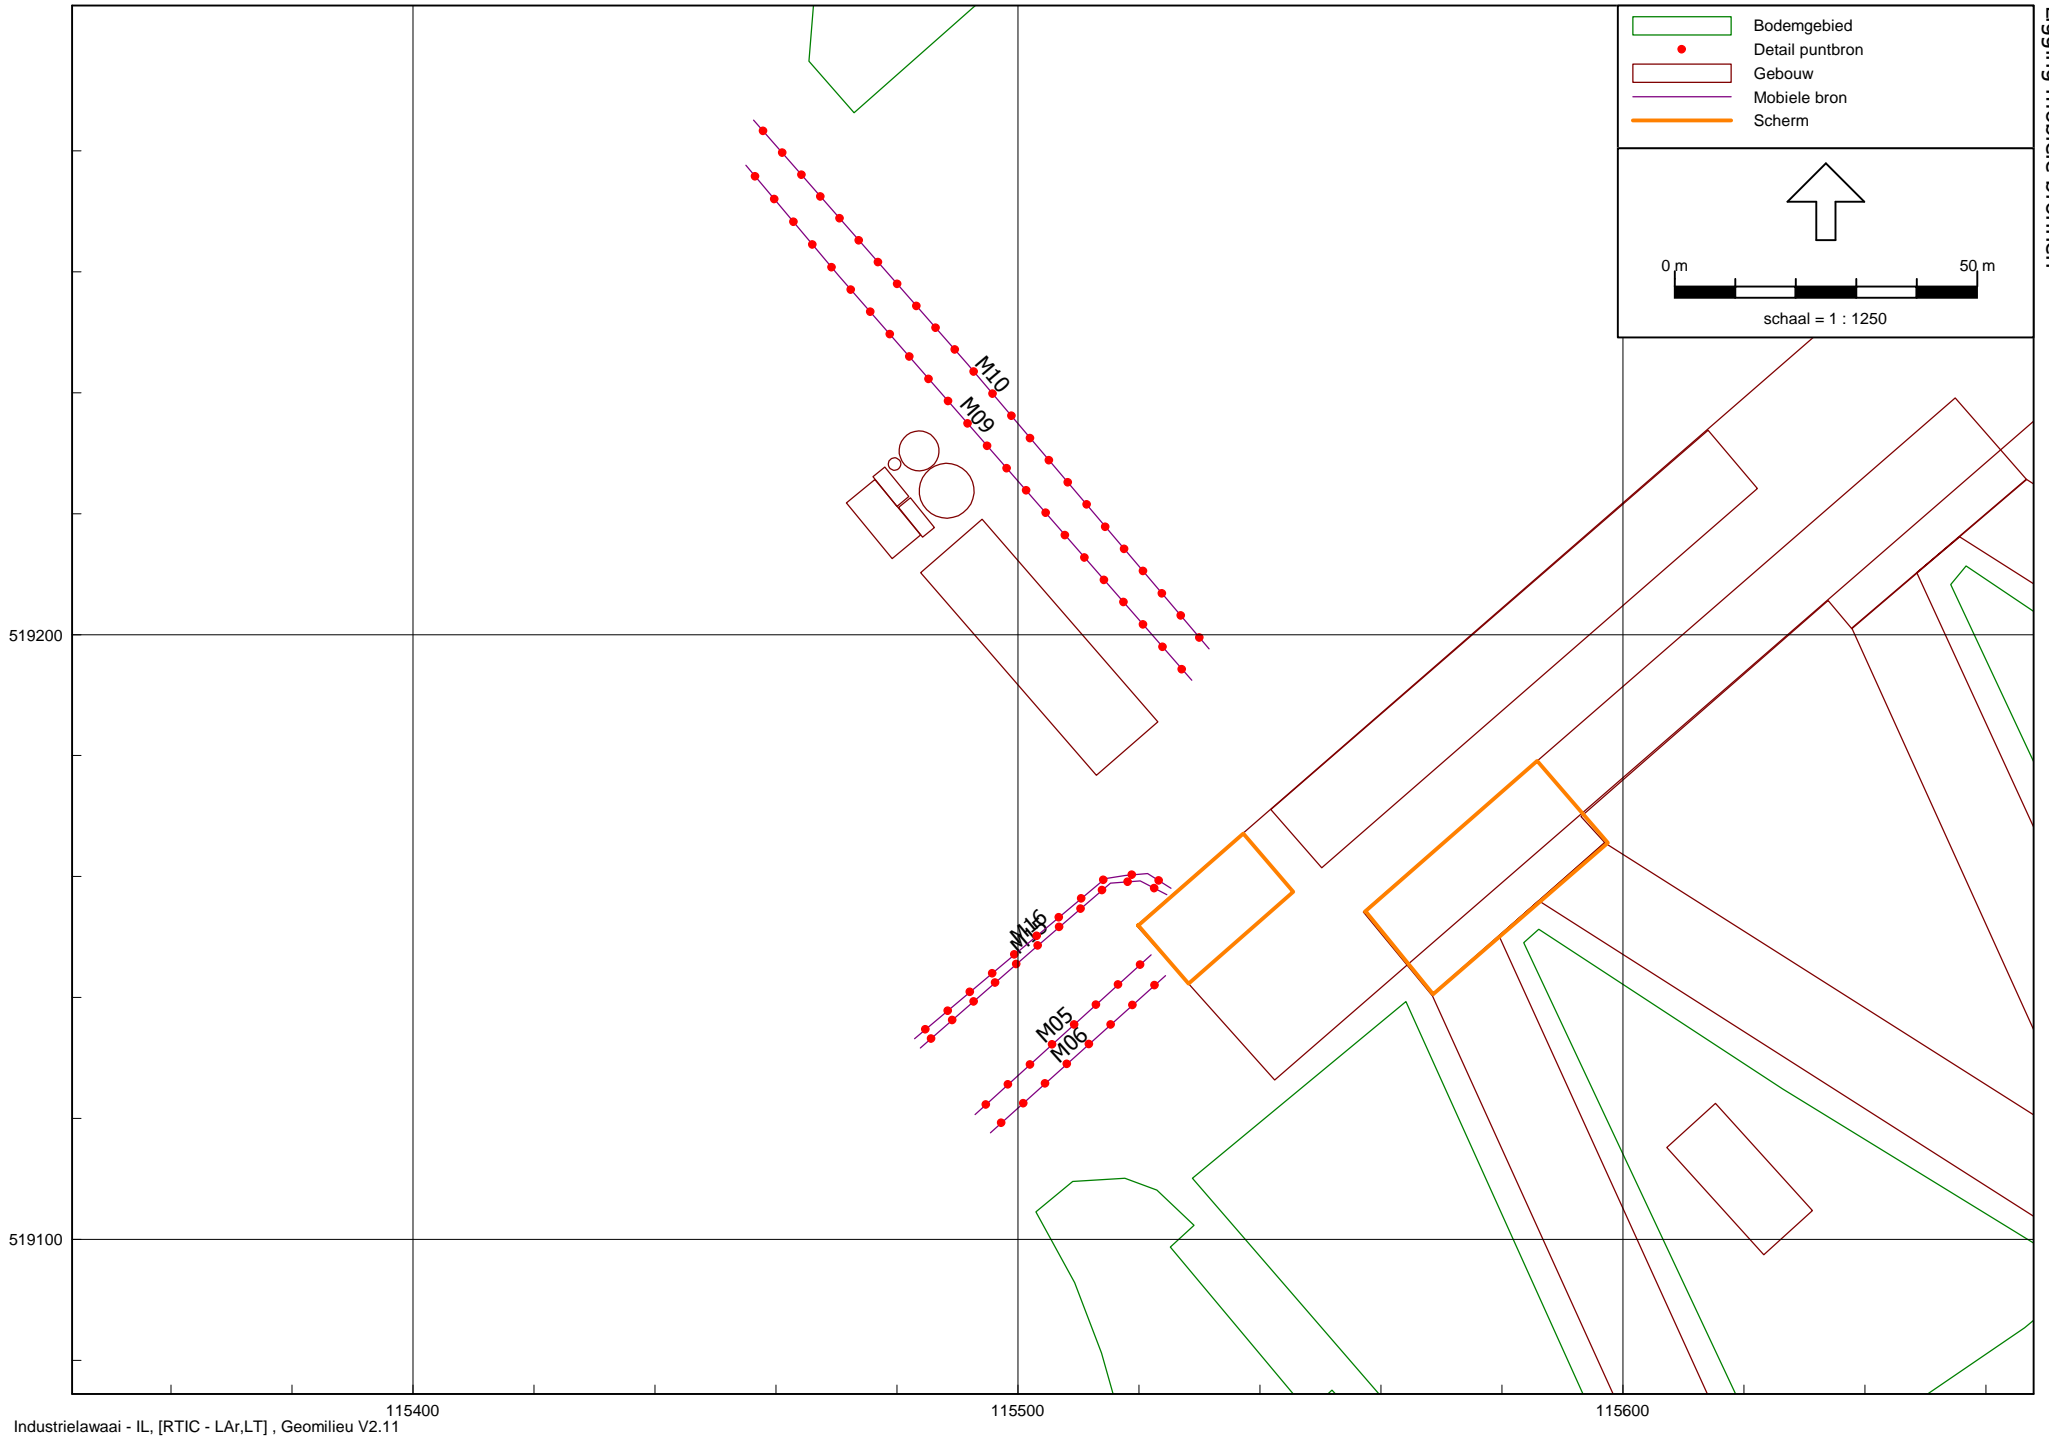 Bodemgebied
Detail puntbron
Gebouw
Mobiele bron
Scherm
0 m 50 m
schaal = 1 : 1250
M10
M09
519200
M16
M05
M06
519100
115400 115500 115600
Industrielawaai - IL, [RTIC - LAr,LT] , Geomilieu V2.11